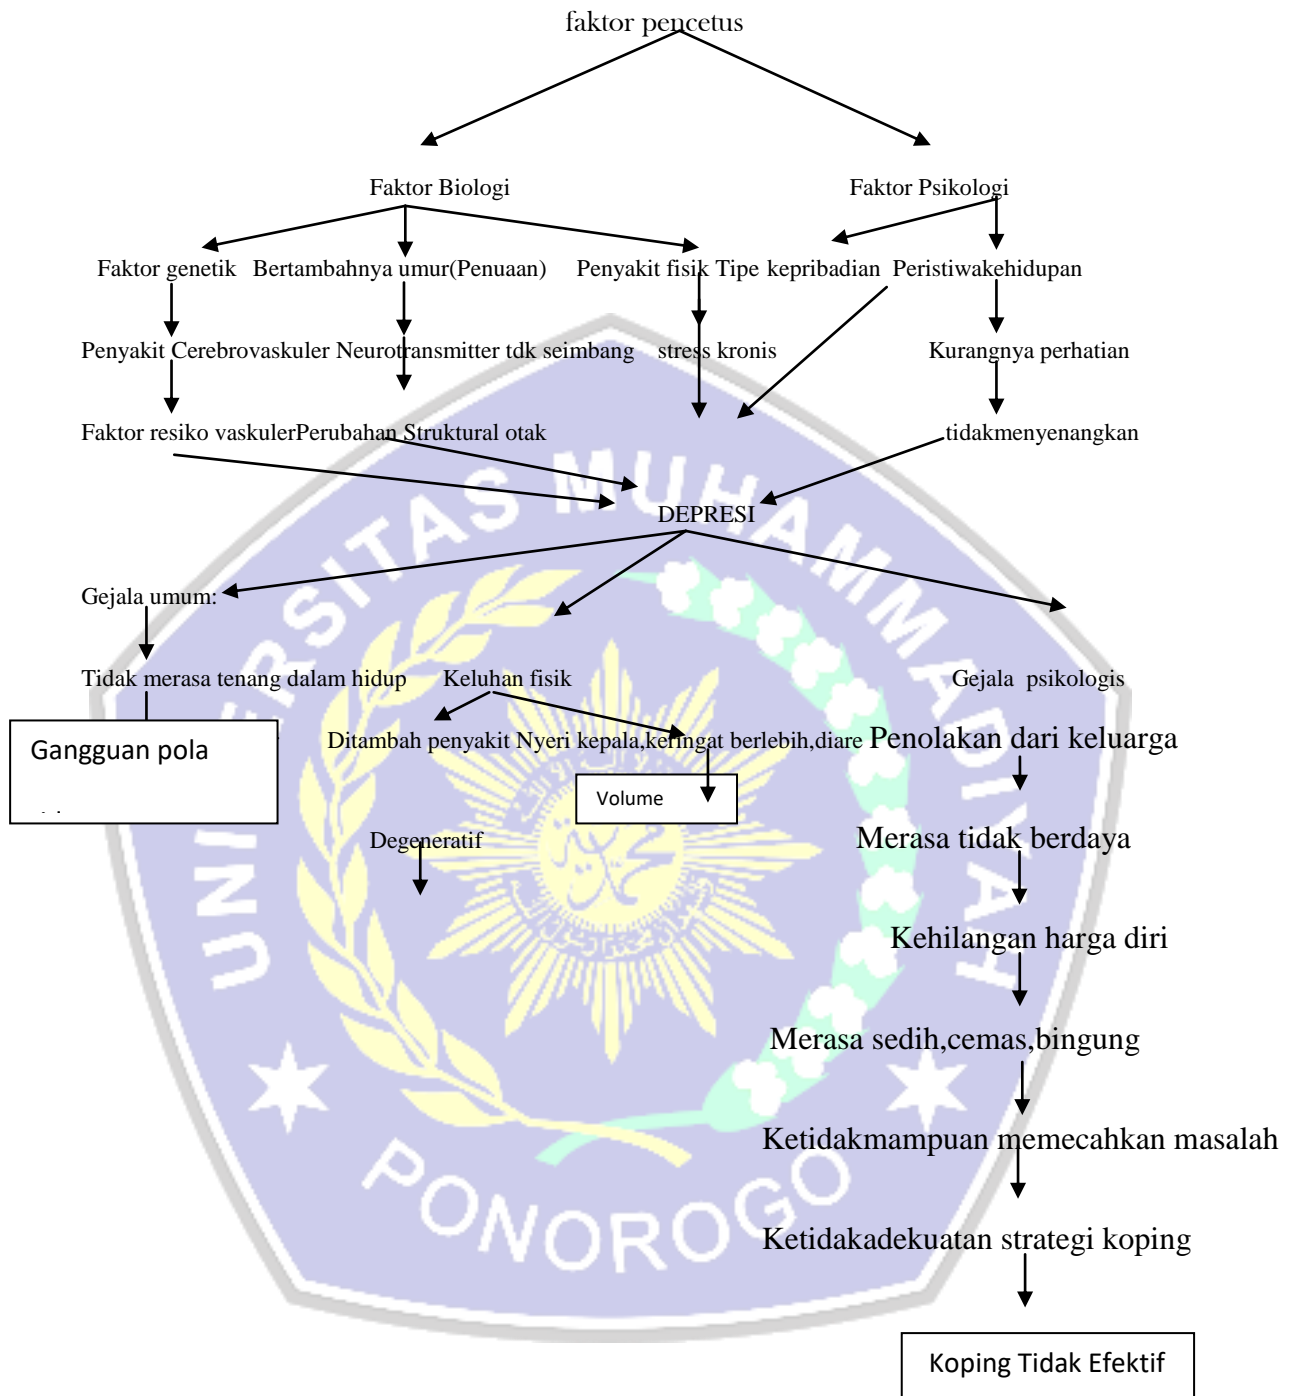 faktor pencetus
Faktor Biologi Faktor Psikologi
Faktor genetik Bertambahnya umur(Penuaan) Penyakit fisik Tipe kepribadian Peristiwakehidupan
Penyakit Cerebrovaskuler Neurotransmitter tdk seimbang stress kronis Kurangnya perhatian
Faktor resiko vaskulerPerubahan Struktural otak tidakmenyenangkan
DEPRESI
Gejala umum:
Tidak merasa tenang dalam hidup Keluhan fisik Gejala psikologis
Gangguan pola
Ditambah penyakit Nyeri kepala,keringat berlebih,diare Penolakan dari keluarga
Volume
Degeneratif Merasa tidak berdaya
Kehilangan harga diri
Merasa sedih,cemas,bingung
Ketidakmampuan memecahkan masalah
Ketidakadekuatan strategi koping
Koping Tidak Efektif
UNIVERSITAS MUHAMMADIYAH
PONOROGO